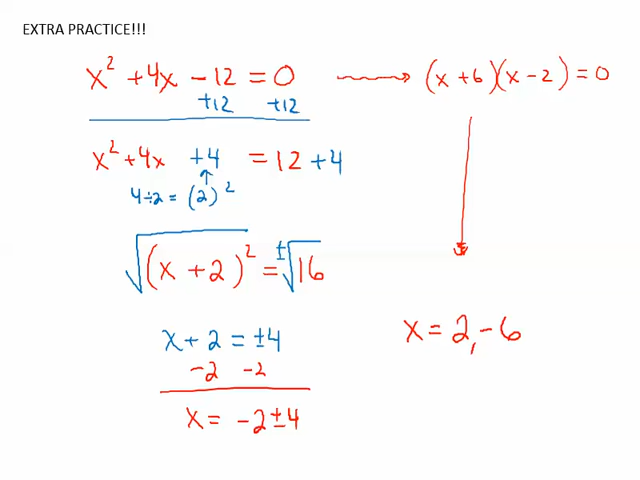 EXTRA PRACTICE!!!
x² + 4x - 12 = 0 → (x + 6)(x - 2) = 0
+12 +12
x² + 4x +4 = 12 + 4
4 ÷ 2 = (2)²
√(x + 2)² = ±√16
x + 2 = ±4
-2 -2
x = -2 ± 4
x = 2, -6